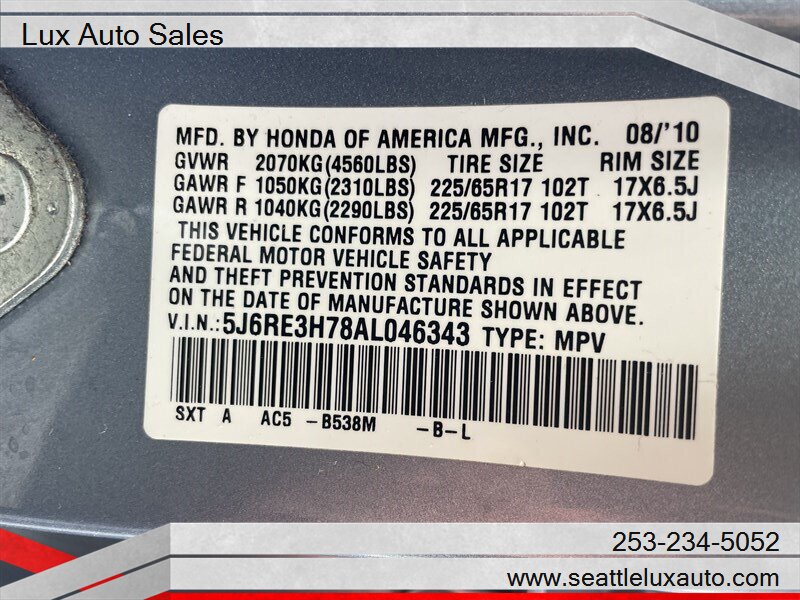 Lux Auto Sales
MFD. BY HONDA OF AMERICA MFG., INC. 08/'10
GVWR 2070KG(4560LBS) TIRE SIZE RIM SIZE
GAWR F 1050KG(2310LBS) 225/65R17 102T 17X6.5J
GAWR R 1040KG(2290LBS) 225/65R17 102T 17X6.5J
THIS VEHICLE CONFORMS TO ALL APPLICABLE
FEDERAL MOTOR VEHICLE SAFETY
AND THEFT PREVENTION STANDARDS IN EFFECT
ON THE DATE OF MANUFACTURE SHOWN ABOVE.
V.I.N.:5J6RE3H78AL046343 TYPE: MPV
SXT A AC5 -B538M -B-L
253-234-5052
www.seattleluxauto.com